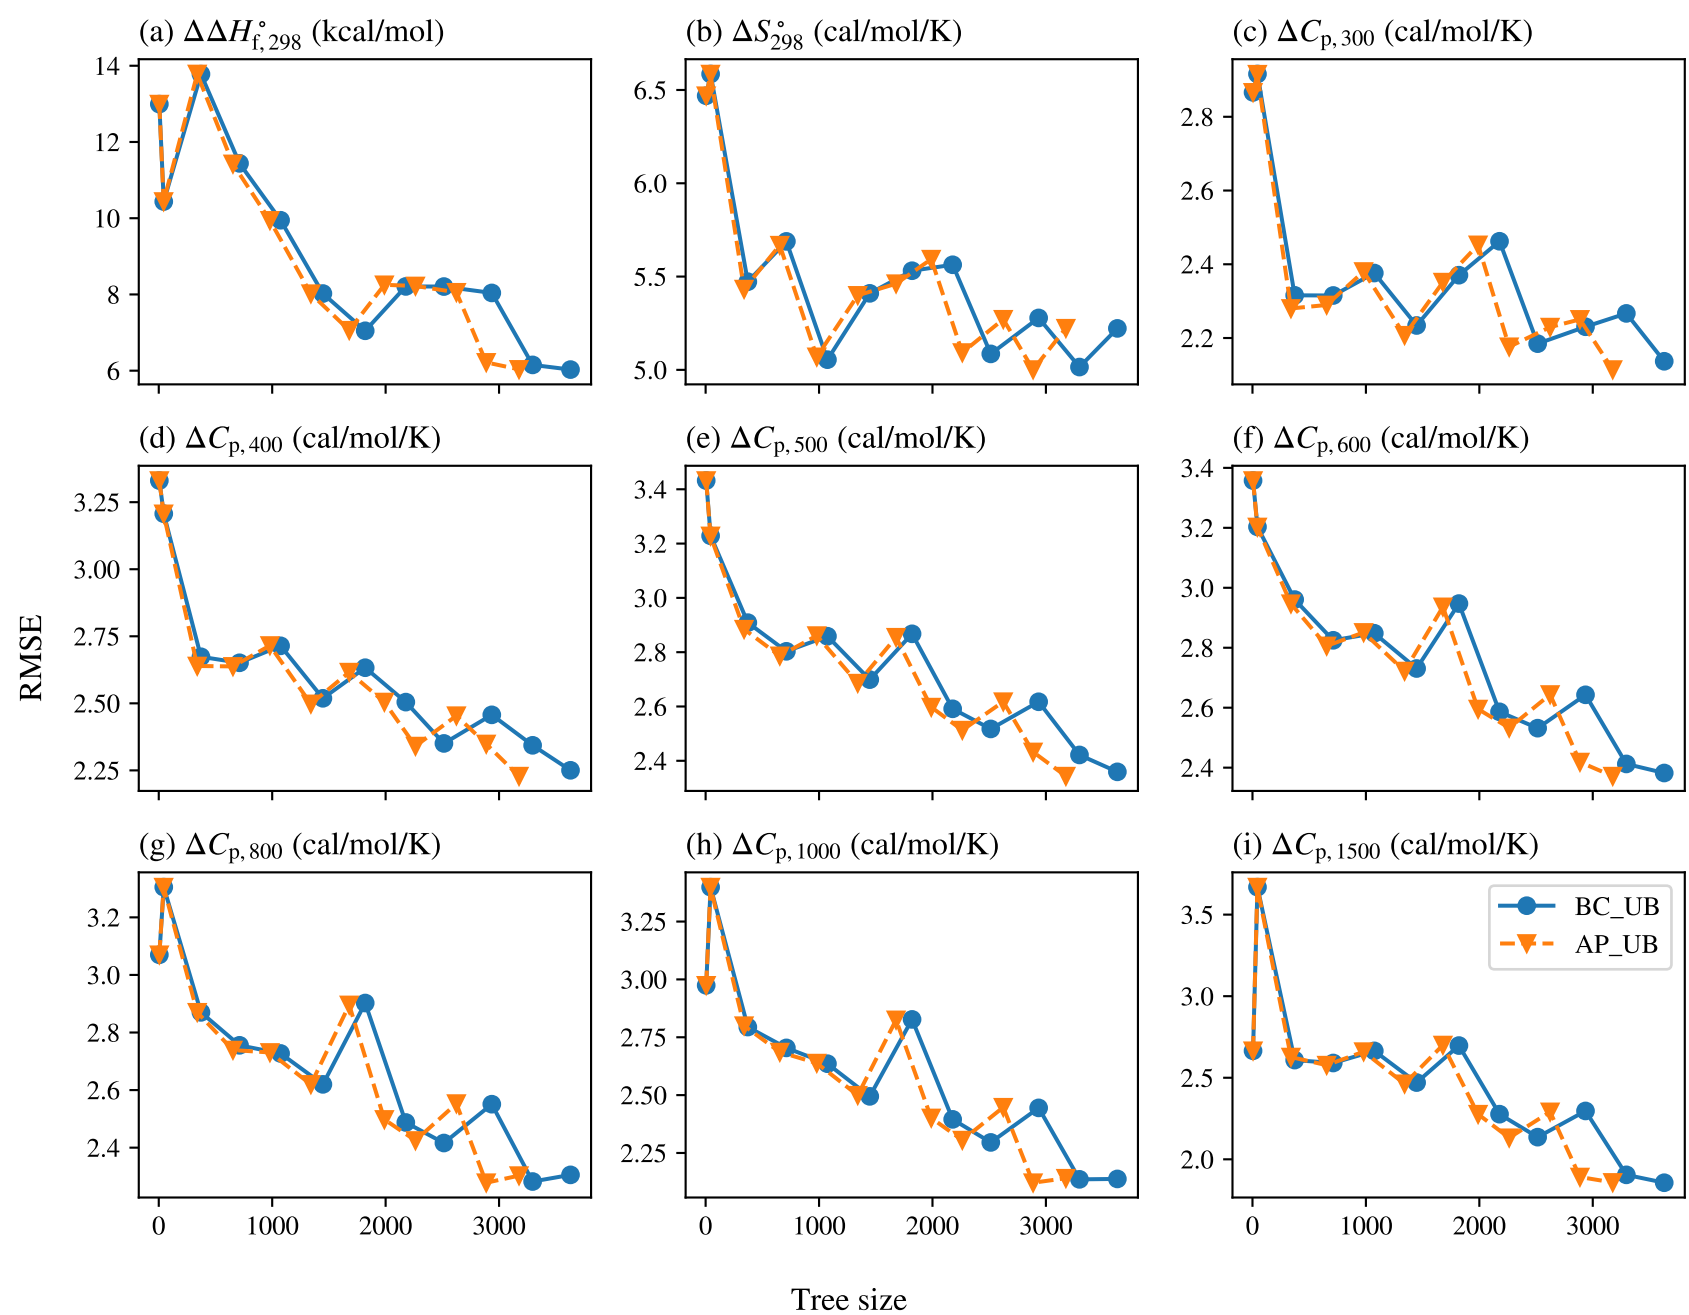 (a) ΔΔH°f,298 (kcal/mol)
(b) ΔS°298 (cal/mol/K)
(c) ΔCp,300 (cal/mol/K)
14
12
10
8
6
6.5
6.0
5.5
5.0
2.8
2.6
2.4
2.2
(d) ΔCp,400 (cal/mol/K)
(e) ΔCp,500 (cal/mol/K)
(f) ΔCp,600 (cal/mol/K)
3.25
3.00
2.75
2.50
2.25
3.4
3.2
3.0
2.8
2.6
2.4
3.4
3.2
3.0
2.8
2.6
2.4
RMSE
(g) ΔCp,800 (cal/mol/K)
(h) ΔCp,1000 (cal/mol/K)
(i) ΔCp,1500 (cal/mol/K)
3.2
3.0
2.8
2.6
2.4
3.25
3.00
2.75
2.50
2.25
3.5
3.0
2.5
2.0
BC_UB
AP_UB
0 1000 2000 3000
0 1000 2000 3000
0 1000 2000 3000
Tree size